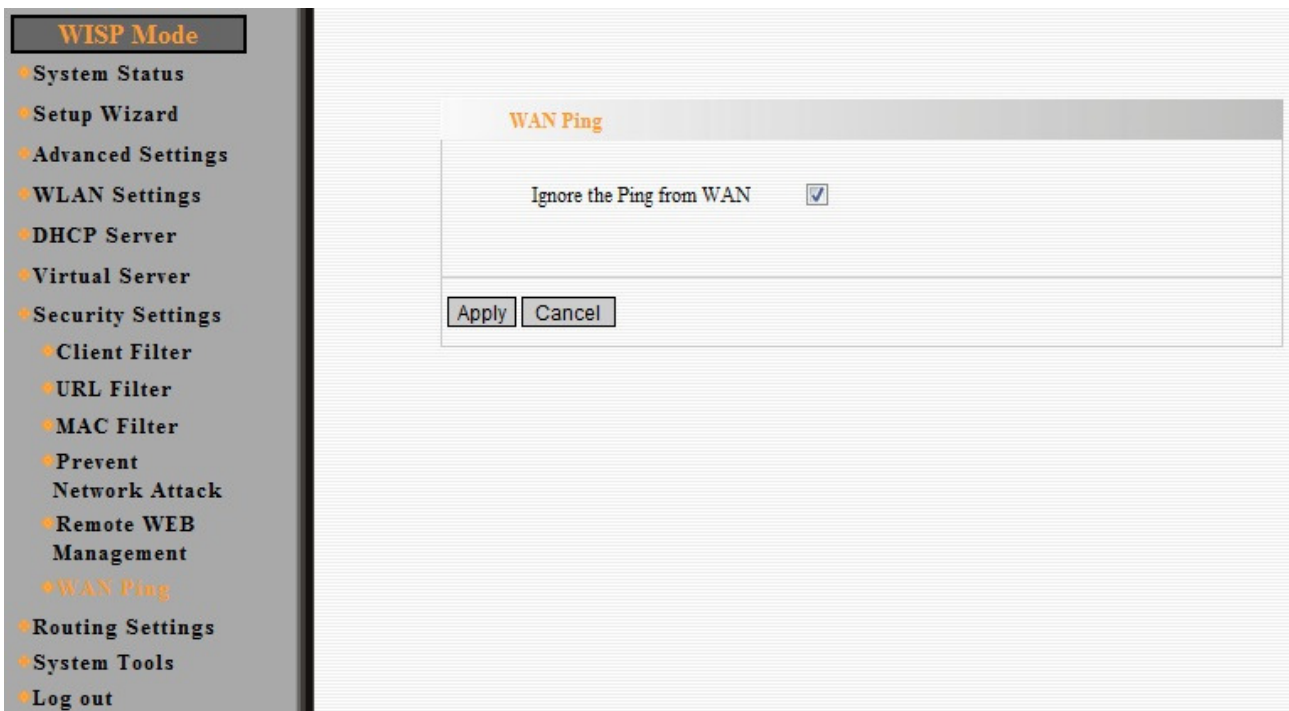 WISP Mode
System Status
Setup Wizard
Advanced Settings
WLAN Settings
DHCP Server
Virtual Server
Security Settings
Client Filter
URL Filter
MAC Filter
Prevent
Network Attack
Remote WEB
Management
WAN Ping
Routing Settings
System Tools
Log out
WAN Ping
Ignore the Ping from WAN
Apply Cancel